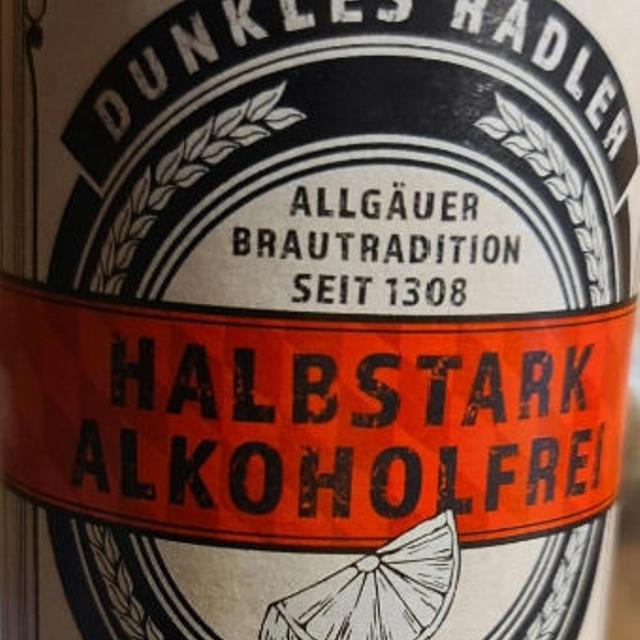 DUNKLES RADLER
ALLGÄUER
BRAUTRADITION
SEIT 1308
HALBSTARK
ALKOHOLFREI